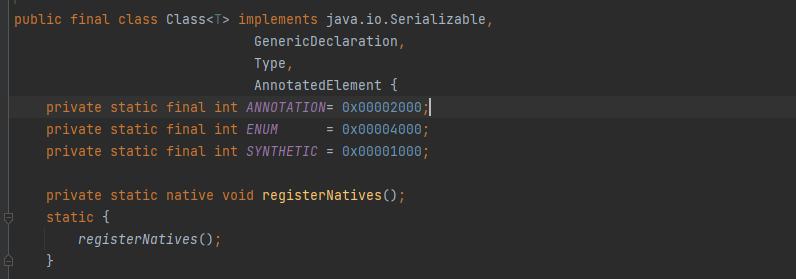 public final class Class<T> implements java.io.Serializable,
                              GenericDeclaration,
                              Type,
                              AnnotatedElement {
    private static final int ANNOTATION= 0x00002000;
    private static final int ENUM      = 0x00004000;
    private static final int SYNTHETIC = 0x00001000;

    private static native void registerNatives();
    static {
        registerNatives();
    }